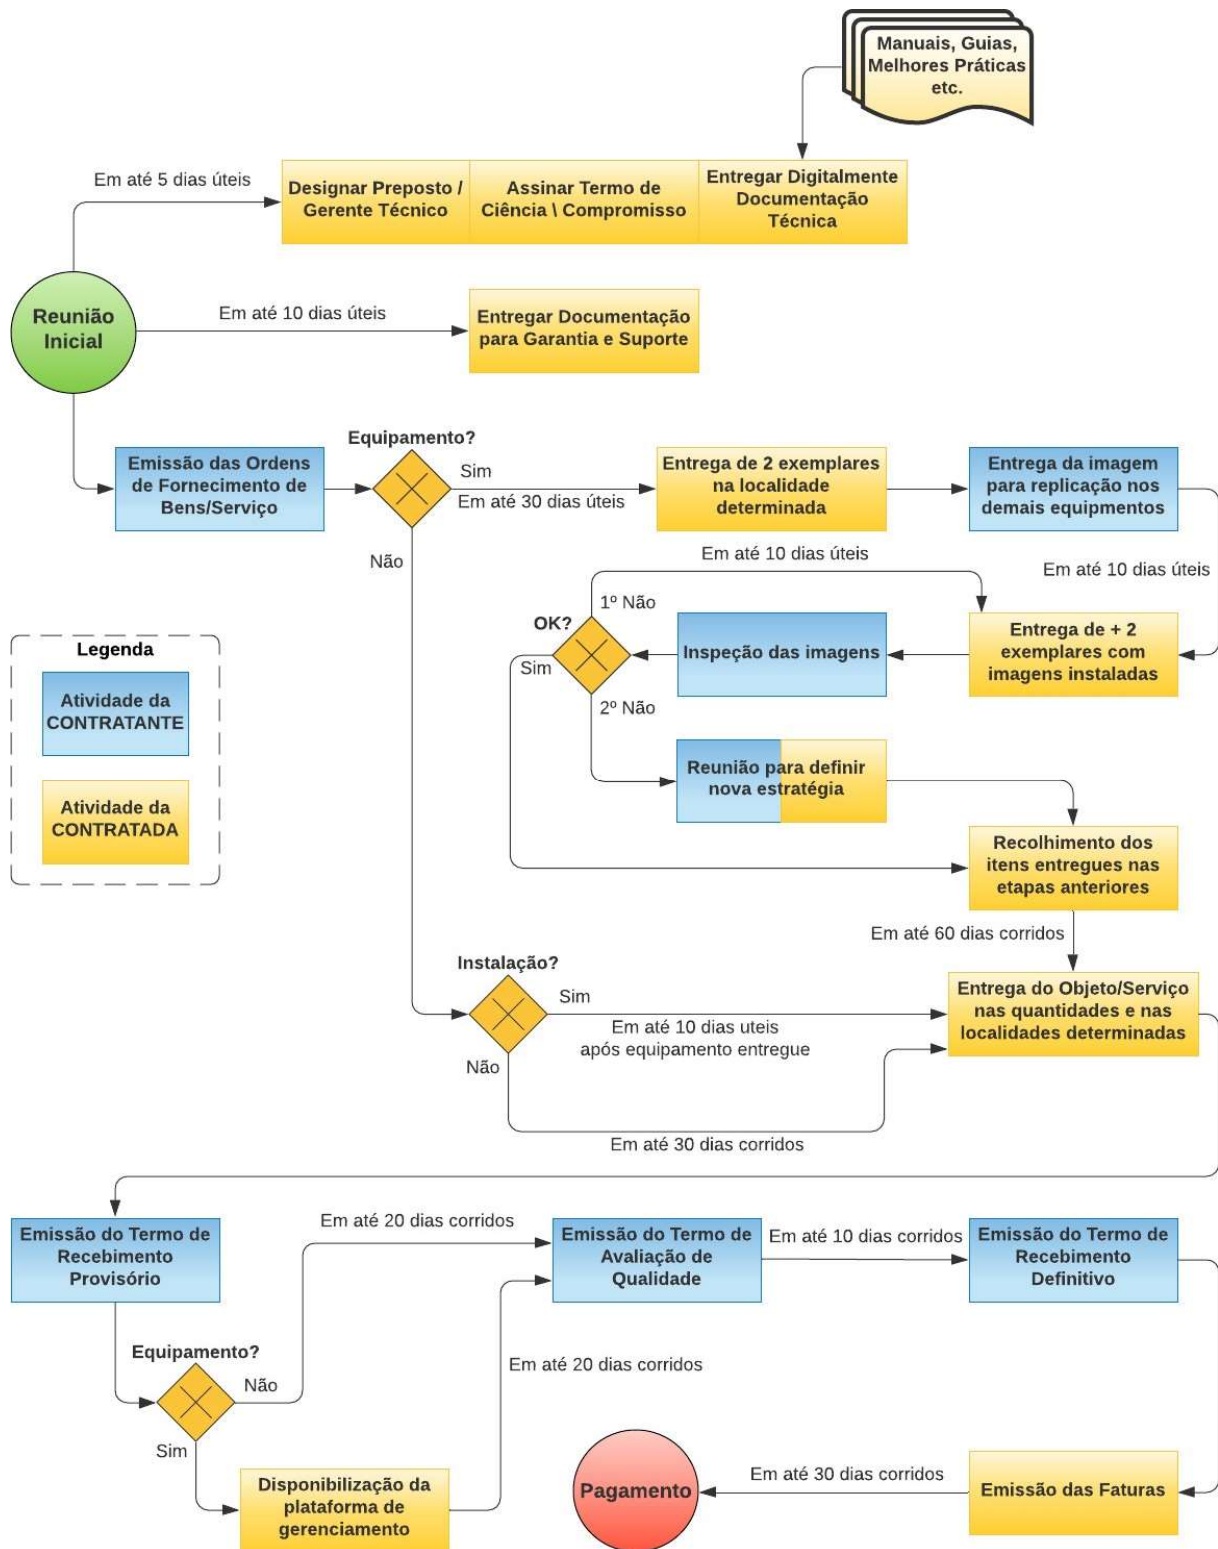 Manuais, Guias,
Melhores Práticas
etc.
Em até 5 dias úteis
Designar Preposto /
Gerente Técnico
Assinar Termo de
Ciência \ Compromisso
Entregar Digitalmente
Documentação
Técnica
Reunião
Inicial
Em até 10 dias úteis
Entregar Documentação
para Garantia e Suporte
Emissão das Ordens
de Fornecimento de
Bens/Serviço
Equipamento?
Sim
Em até 30 dias úteis
Não
Entrega de 2 exemplares
na localidade
determinada
Entrega da imagem
para replicação nos
demais equipmentos
Em até 10 dias úteis
Em até 10 dias úteis
1º Não
OK?
Sim
2º Não
Inspeção das imagens
Entrega de + 2
exemplares com
imagens instaladas
Legenda
Atividade da
CONTRATANTE
Atividade da
CONTRATADA
Reunião para definir
nova estratégia
Recolhimento dos
itens entregues nas
etapas anteriores
Em até 60 dias corridos
Instalação?
Sim
Em até 10 dias uteis
após equipamento entregue
Não
Em até 30 dias corridos
Entrega do Objeto/Serviço
nas quantidades e nas
localidades determinadas
Emissão do Termo de
Recebimento
Provisório
Em até 20 dias corridos
Emissão do Termo de
Avaliação de
Qualidade
Em até 10 dias corridos
Emissão do Termo de
Recebimento
Definitivo
Equipamento?
Não
Sim
Em até 20 dias corridos
Disponibilização da
plataforma de
gerenciamento
Pagamento
Em até 30 dias corridos
Emissão das Faturas